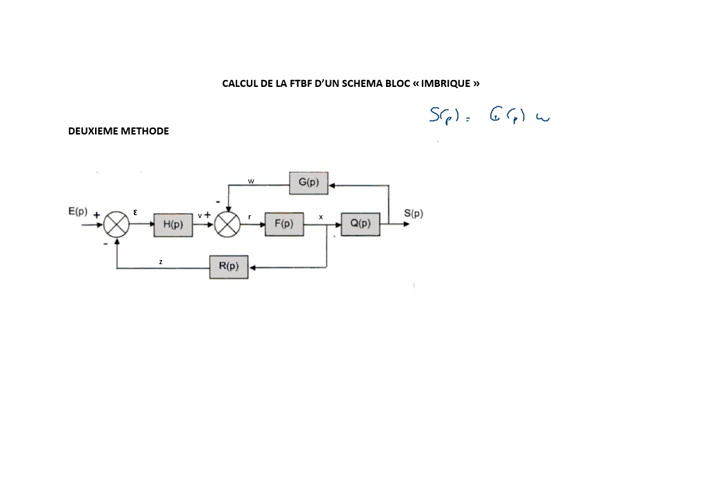 CALCUL DE LA FTBF D'UN SCHEMA BLOC « IMBRIQUE »
S(p) = G(p) w
DEUXIEME METHODE
w G(p)
-
E(p) + ε H(p) v + r F(p) x Q(p) S(p)
-
z R(p)